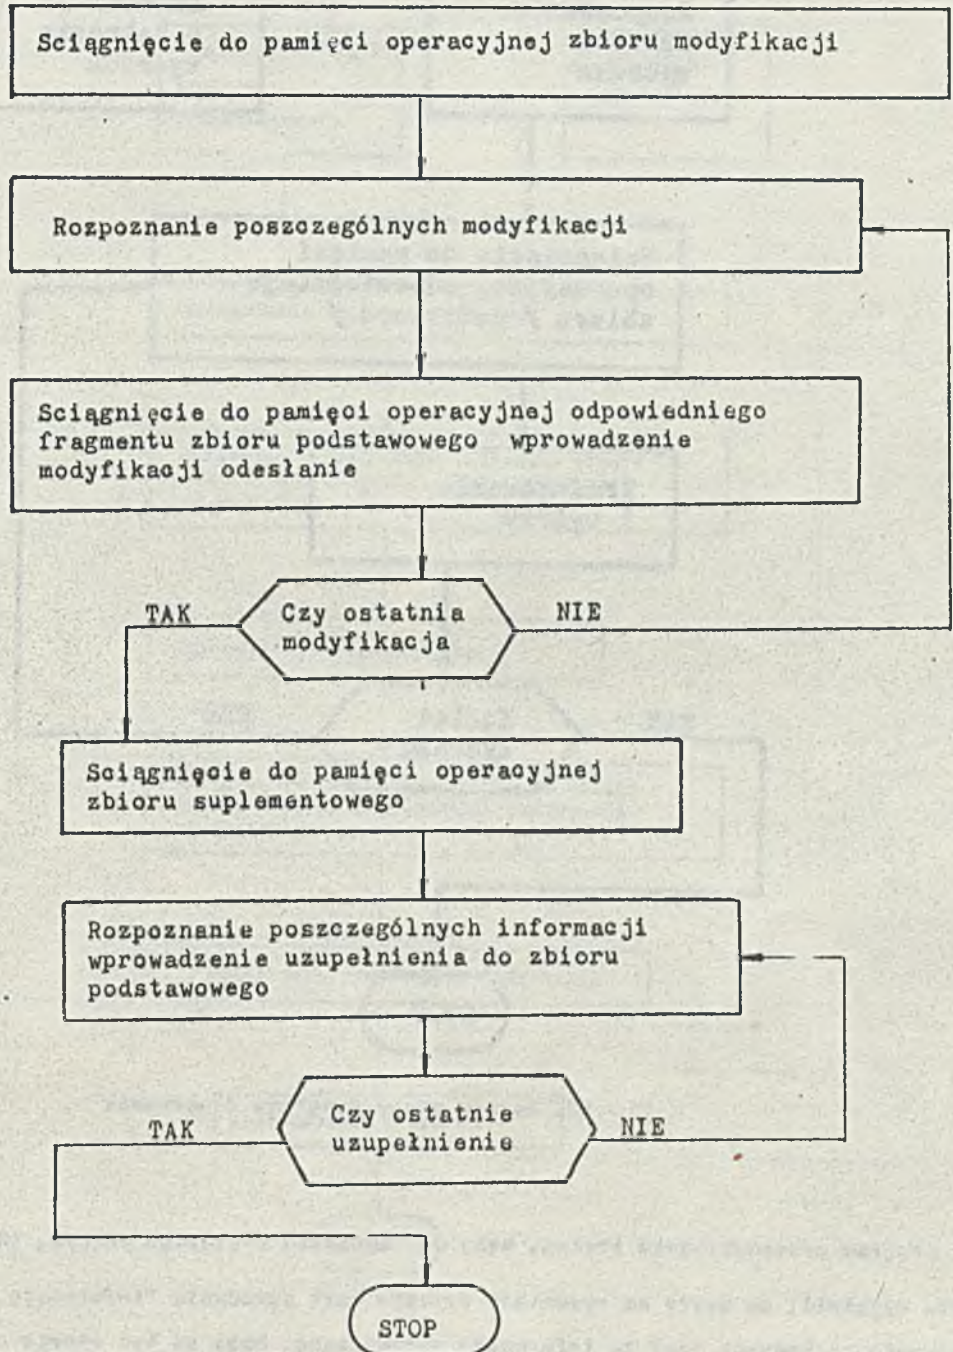 Sciągnięcie do pamięci operacyjnej zbioru modyfikacji
Rozpoznanie poszczególnych modyfikacji
Sciągnięcie do pamięci operacyjnej odpowiedniego
fragmentu zbioru podstawowego wprowadzenie
modyfikacji odesłanie
TAK
Czy ostatnia
modyfikacja
NIE
Sciągnięcie do pamięci operacyjnej
zbioru suplementowego
Rozpoznanie poszczególnych informacji
wprowadzenie uzupełnienia do zbioru
podstawowego
TAK
Czy ostatnie
uzupełnienie
NIE
STOP